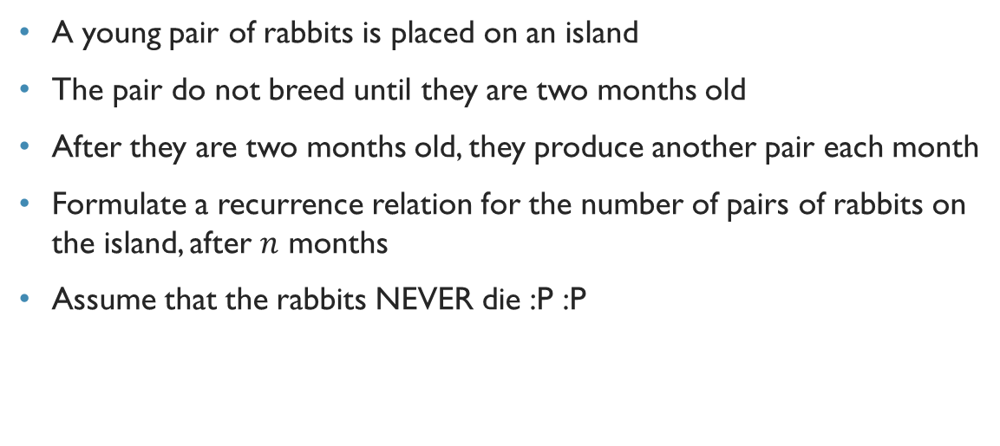 • A young pair of rabbits is placed on an island
• The pair do not breed until they are two months old
• After they are two months old, they produce another pair each month
• Formulate a recurrence relation for the number of pairs of rabbits on
the island, after n months
• Assume that the rabbits NEVER die :P :P